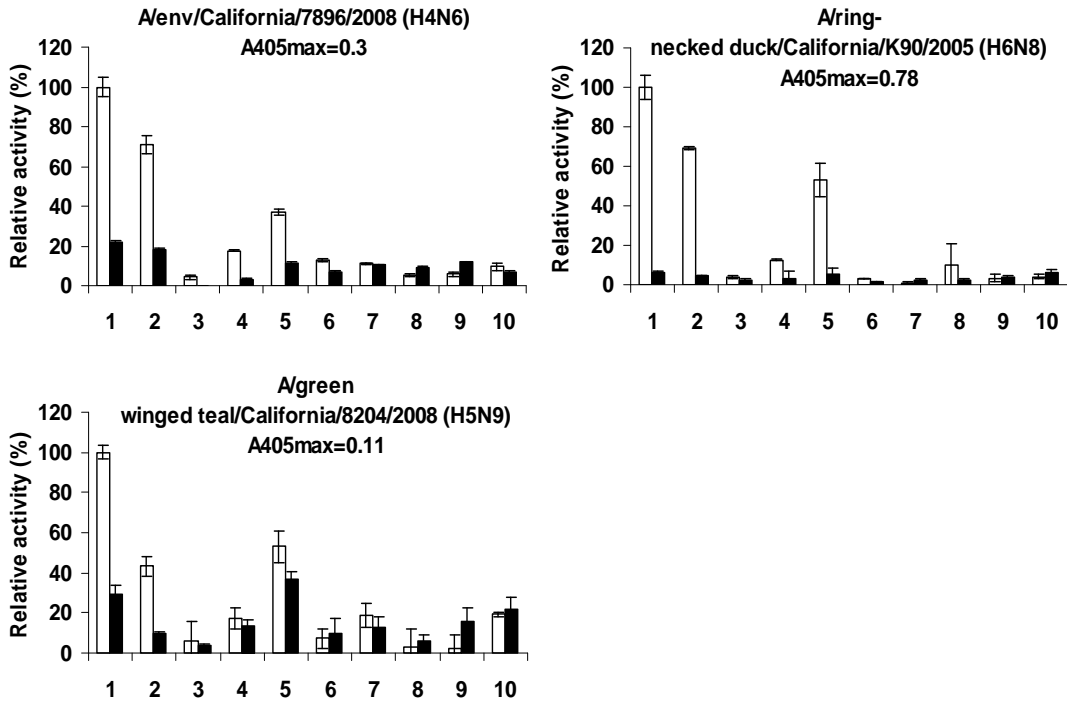 A/env/California/7896/2008 (H4N6)
A405max=0.3
Relative activity (%)
120
100
80
60
40
20
0
1 2 3 4 5 6 7 8 9 10
A/ring-
necked duck/California/K90/2005 (H6N8)
A405max=0.78
Relative activity (%)
120
100
80
60
40
20
0
1 2 3 4 5 6 7 8 9 10
A/green
winged teal/California/8204/2008 (H5N9)
A405max=0.11
Relative activity (%)
120
100
80
60
40
20
0
1 2 3 4 5 6 7 8 9 10